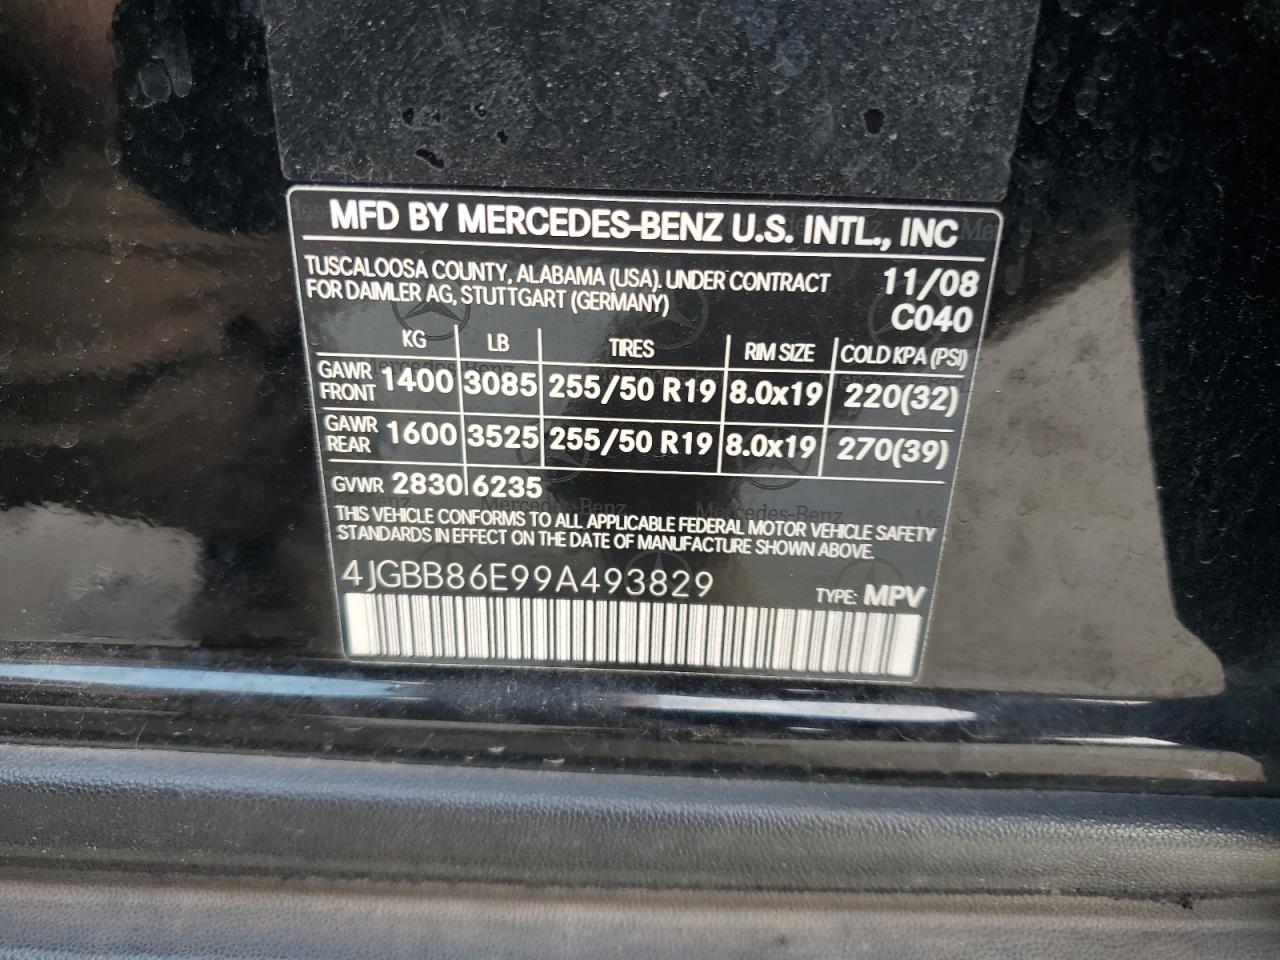 MFD BY MERCEDES-BENZ U.S. INTL., INC
TUSCALOOSA COUNTY, ALABAMA (USA). UNDER CONTRACT 11/08
FOR DAIMLER AG, STUTTGART (GERMANY) C040
KG LB TIRES RIM SIZE COLD KPA (PSI)
GAWR FRONT 1400 3085 255/50 R19 8.0x19 220(32)
GAWR REAR 1600 3525 255/50 R19 8.0x19 270(39)
GVWR 2830 6235
THIS VEHICLE CONFORMS TO ALL APPLICABLE FEDERAL MOTOR VEHICLE SAFETY
STANDARDS IN EFFECT ON THE DATE OF MANUFACTURE SHOWN ABOVE.
4JGBB86E99A493829 TYPE: MPV